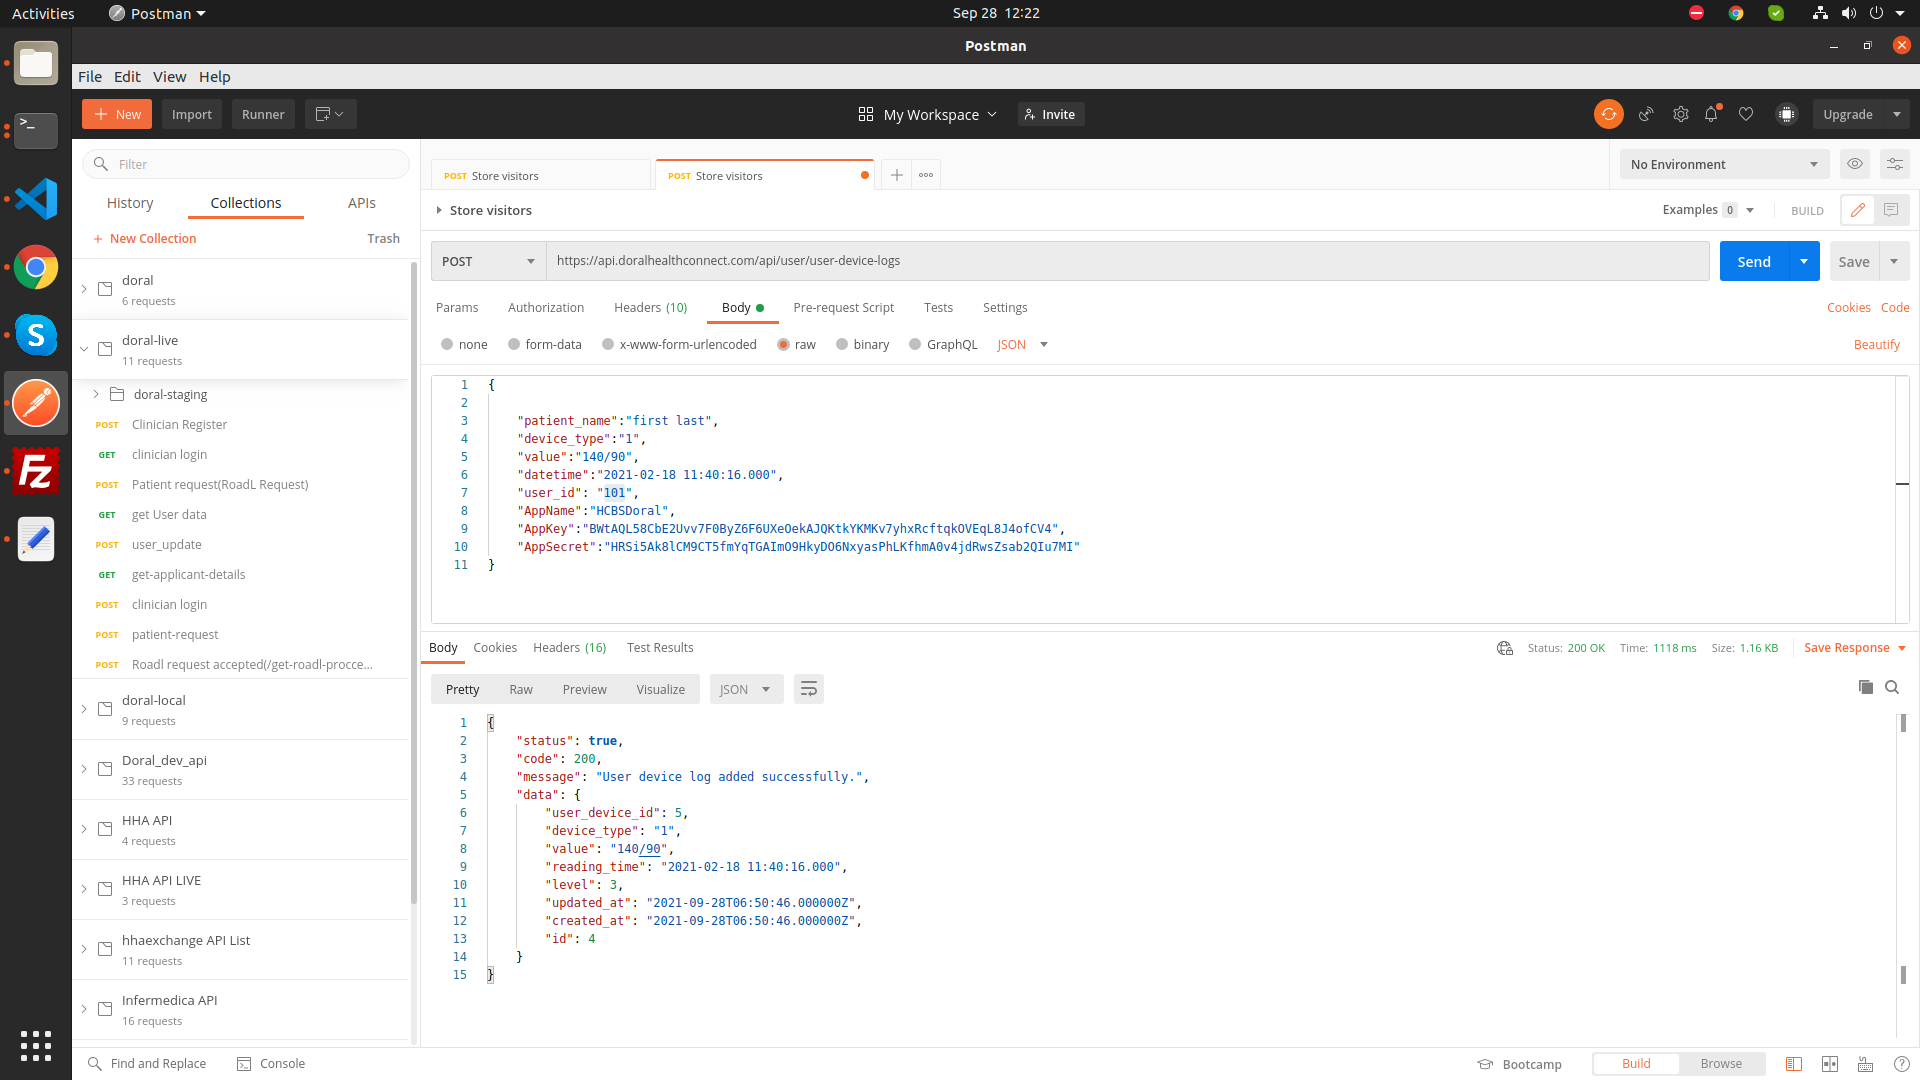 Activities
Postman
Sep 28 12:22
Postman
File Edit View Help
New
Import
Runner
My Workspace
Invite
Upgrade
Filter
History
Collections
APIs
New Collection
Trash
doral
6 requests
doral-live
11 requests
doral-staging
POST Clinician Register
GET clinician login
POST Patient request(RoadL Request)
GET get User data
POST user_update
GET get-applicant-details
POST clinician login
POST patient-request
POST Roadl request accepted(/get-roadl-procce...
doral-local
9 requests
Doral_dev_api
33 requests
HHA API
4 requests
HHA API LIVE
3 requests
hhaexchange API List
11 requests
Infermedica API
16 requests
POST Store visitors
POST Store visitors
No Environment
Store visitors
Examples 0
BUILD
POST
https://api.doralhealthconnect.com/api/user/user-device-logs
Send
Save
Params
Authorization
Headers (10)
Body
Pre-request Script
Tests
Settings
Cookies
Code
none
form-data
x-www-form-urlencoded
raw
binary
GraphQL
JSON
Beautify
1 {
2
3 "patient_name":"first last",
4 "device_type":"1",
5 "value":"140/90",
6 "datetime":"2021-02-18 11:40:16.000",
7 "user_id": "101",
8 "AppName":"HCBSDoral",
9 "AppKey":"BWtAQL58CbE2Uvv7F0ByZ6F6UXeOekAJQKtkYKMKv7yhxRcftqkOVEqL8J4ofCV4",
10 "AppSecret":"HRSi5Ak8lCM9CT5fmYqTGAImO9HkyDO6NxyasPhLKfhmA0v4jdRwsZsab2QIu7MI"
11 }
Body
Cookies
Headers (16)
Test Results
Status: 200 OK
Time: 1118 ms
Size: 1.16 KB
Save Response
Pretty
Raw
Preview
Visualize
JSON
1 {
2 "status": true,
3 "code": 200,
4 "message": "User device log added successfully.",
5 "data": {
6 "user_device_id": 5,
7 "device_type": "1",
8 "value": "140/90",
9 "reading_time": "2021-02-18 11:40:16.000",
10 "level": 3,
11 "updated_at": "2021-09-28T06:50:46.000000Z",
12 "created_at": "2021-09-28T06:50:46.000000Z",
13 "id": 4
14 }
15 }
Find and Replace
Console
Bootcamp
Build
Browse